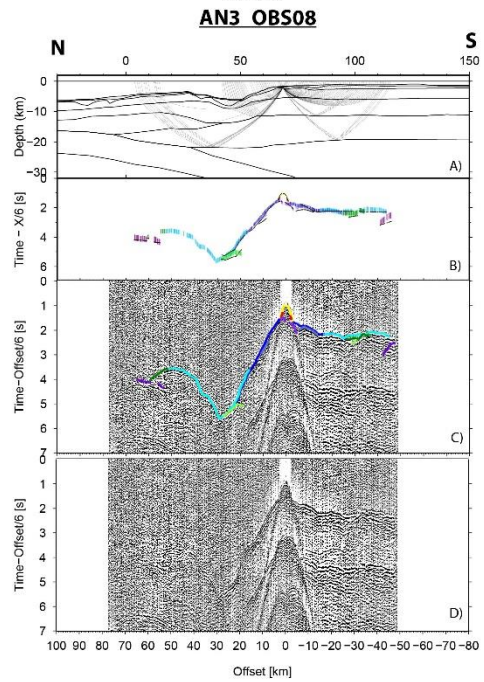 AN3 OBS08
N S
0 50 100 150
Depth (km)
0
−10
−20
−30
A)
Time − X/6 [s]
2
4
6
B)
Time−Offset/6 [s]
0
1
2
3
4
5
6
7
C)
Time−Offset/6 [s]
0
1
2
3
4
5
6
7
D)
100 90 80 70 60 50 40 30 20 10 0 −10 −20 −30 −40 −50 −60 −70 −80
Offset [km]